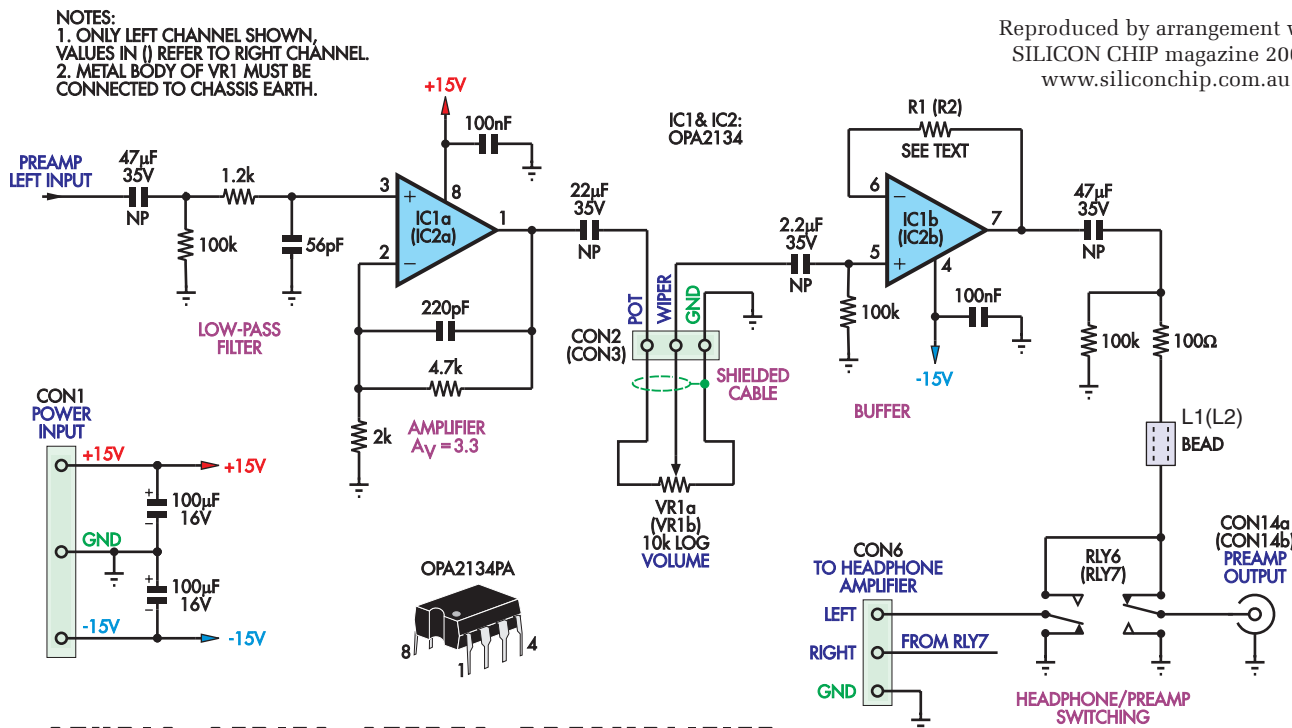 NOTES:
1. ONLY LEFT CHANNEL SHOWN,
VALUES IN () REFER TO RIGHT CHANNEL.
2. METAL BODY OF VR1 MUST BE
CONNECTED TO CHASSIS EARTH.
Reproduced by arrangement
SILICON CHIP magazine
www.siliconchip.com.au
+15V
100nF
IC1 & IC2:
OPA2134
R1 (R2)
SEE TEXT
PREAMP
LEFT INPUT
47µF
35V
NP
1.2k
100k
56pF
3
+
8
IC1a
(IC2a)
1
2
−
22µF
35V
NP
LOW-PASS
FILTER
220pF
4.7k
2k
AMPLIFIER
AV = 3.3
POT
WIPER
GND
CON2
(CON3)
SHIELDED
CABLE
VR1a
(VR1b)
10k LOG
VOLUME
2.2µF
35V
NP
100k
6
−
IC1b
(IC2b)
7
5
+
4
100nF
-15V
BUFFER
47µF
35V
NP
100k
100Ω
L1(L2)
BEAD
CON1
POWER
INPUT
+15V
+15V
+
100µF
16V
−
GND
+
100µF
16V
−
-15V
-15V
OPA2134PA
8
1
4
CON6
TO HEADPHONE
AMPLIFIER
LEFT
RIGHT
FROM RLY7
GND
RLY6
(RLY7)
CON14a
(CON14b)
PREAMP
OUTPUT
HEADPHONE/PREAMP
SWITCHING